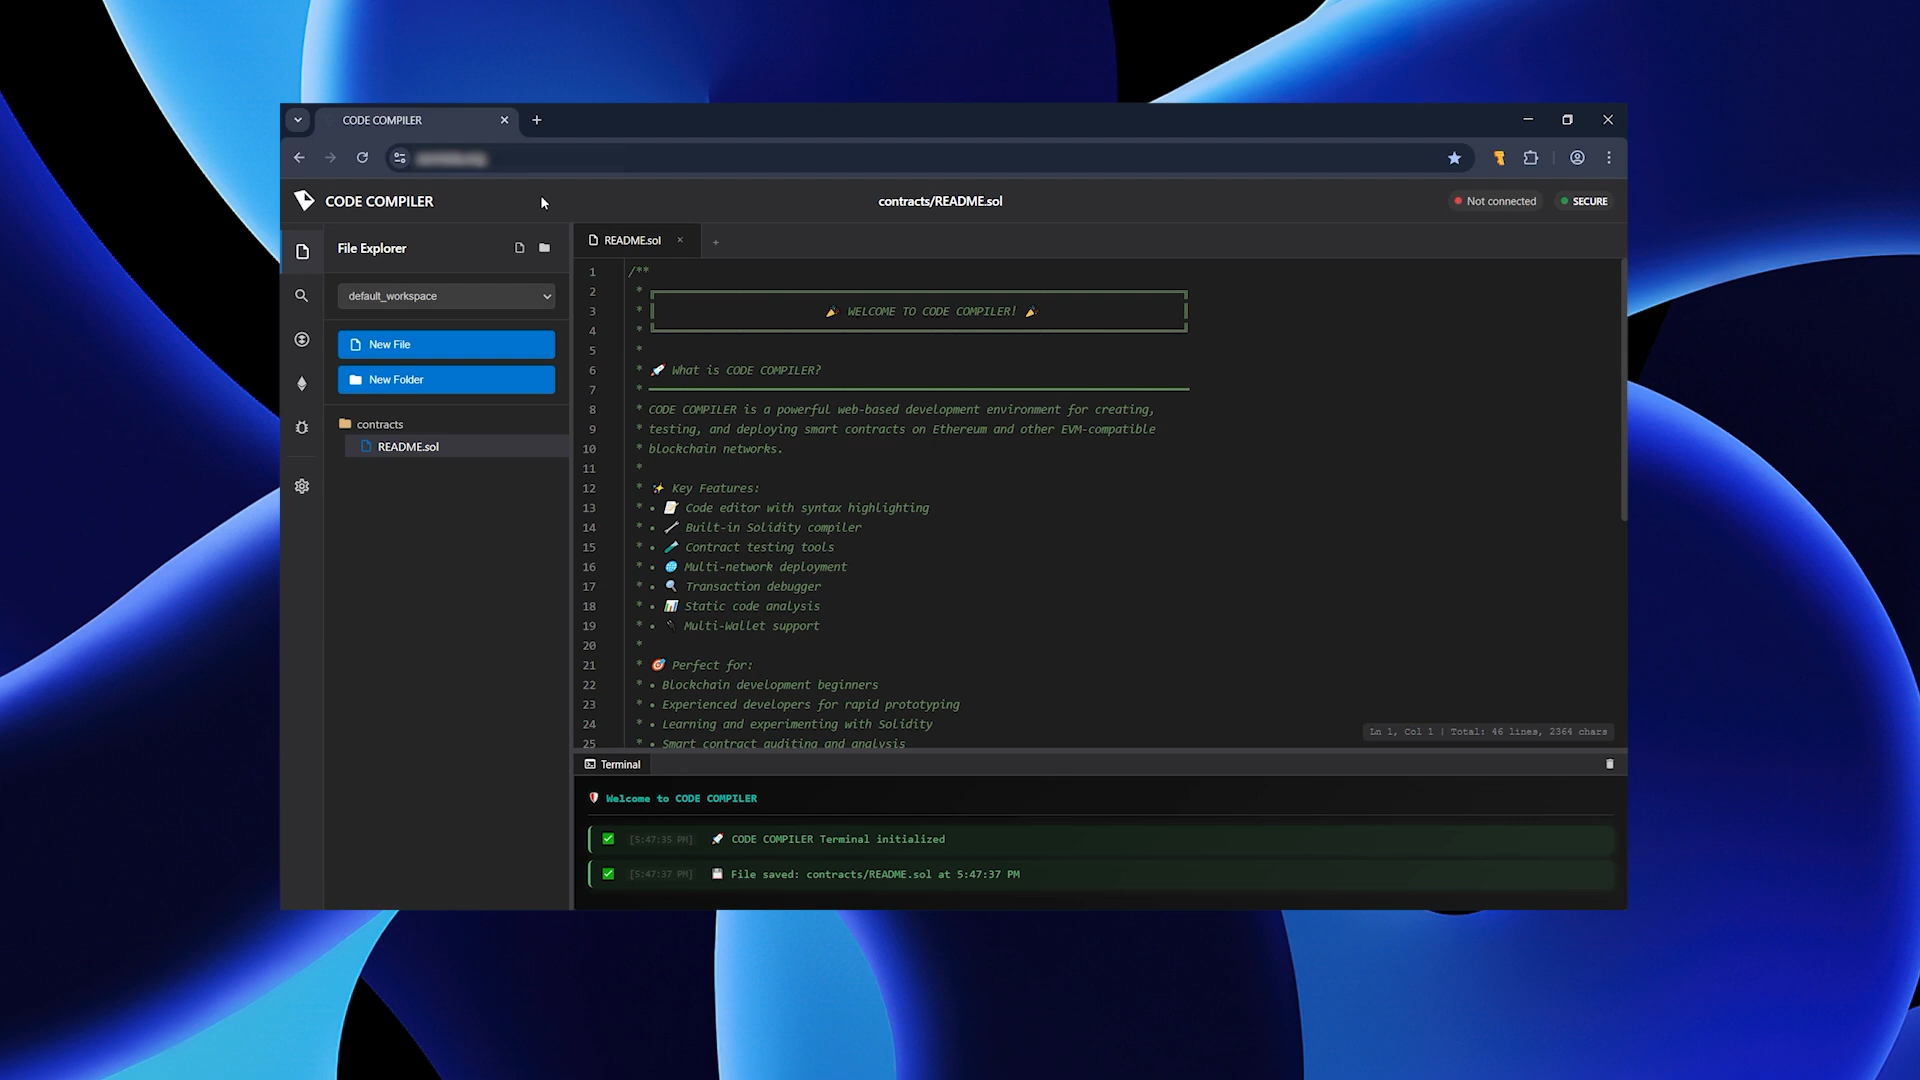 CODE COMPILER
CODE COMPILER
contracts/README.sol
Not connected
SECURE
File Explorer
default_workspace
New File
New Folder
contracts
README.sol
README.sol
1 /**
2 *
3 * 🎉 WELCOME TO CODE COMPILER! 🎉
4 *
5 *
6 * 🚀 What is CODE COMPILER?
7 *
8 * CODE COMPILER is a powerful web-based development environment for creating,
9 * testing, and deploying smart contracts on Ethereum and other EVM-compatible
10 * blockchain networks.
11 *
12 * ✨ Key Features:
13 * • 📝 Code editor with syntax highlighting
14 * • 🔧 Built-in Solidity compiler
15 * • 🧪 Contract testing tools
16 * • 🌐 Multi-network deployment
17 * • 🔍 Transaction debugger
18 * • 📊 Static code analysis
19 * • 🔌 Multi-Wallet support
20 *
21 * 🎯 Perfect for:
22 * • Blockchain development beginners
23 * • Experienced developers for rapid prototyping
24 * • Learning and experimenting with Solidity
25 * • Smart contract auditing and analysis
Ln 1, Col 1 | Total: 46 lines, 2364 chars
Terminal
Welcome to CODE COMPILER
[5:47:35 PM] 🚀 CODE COMPILER Terminal initialized
[5:47:37 PM] 💾 File saved: contracts/README.sol at 5:47:37 PM